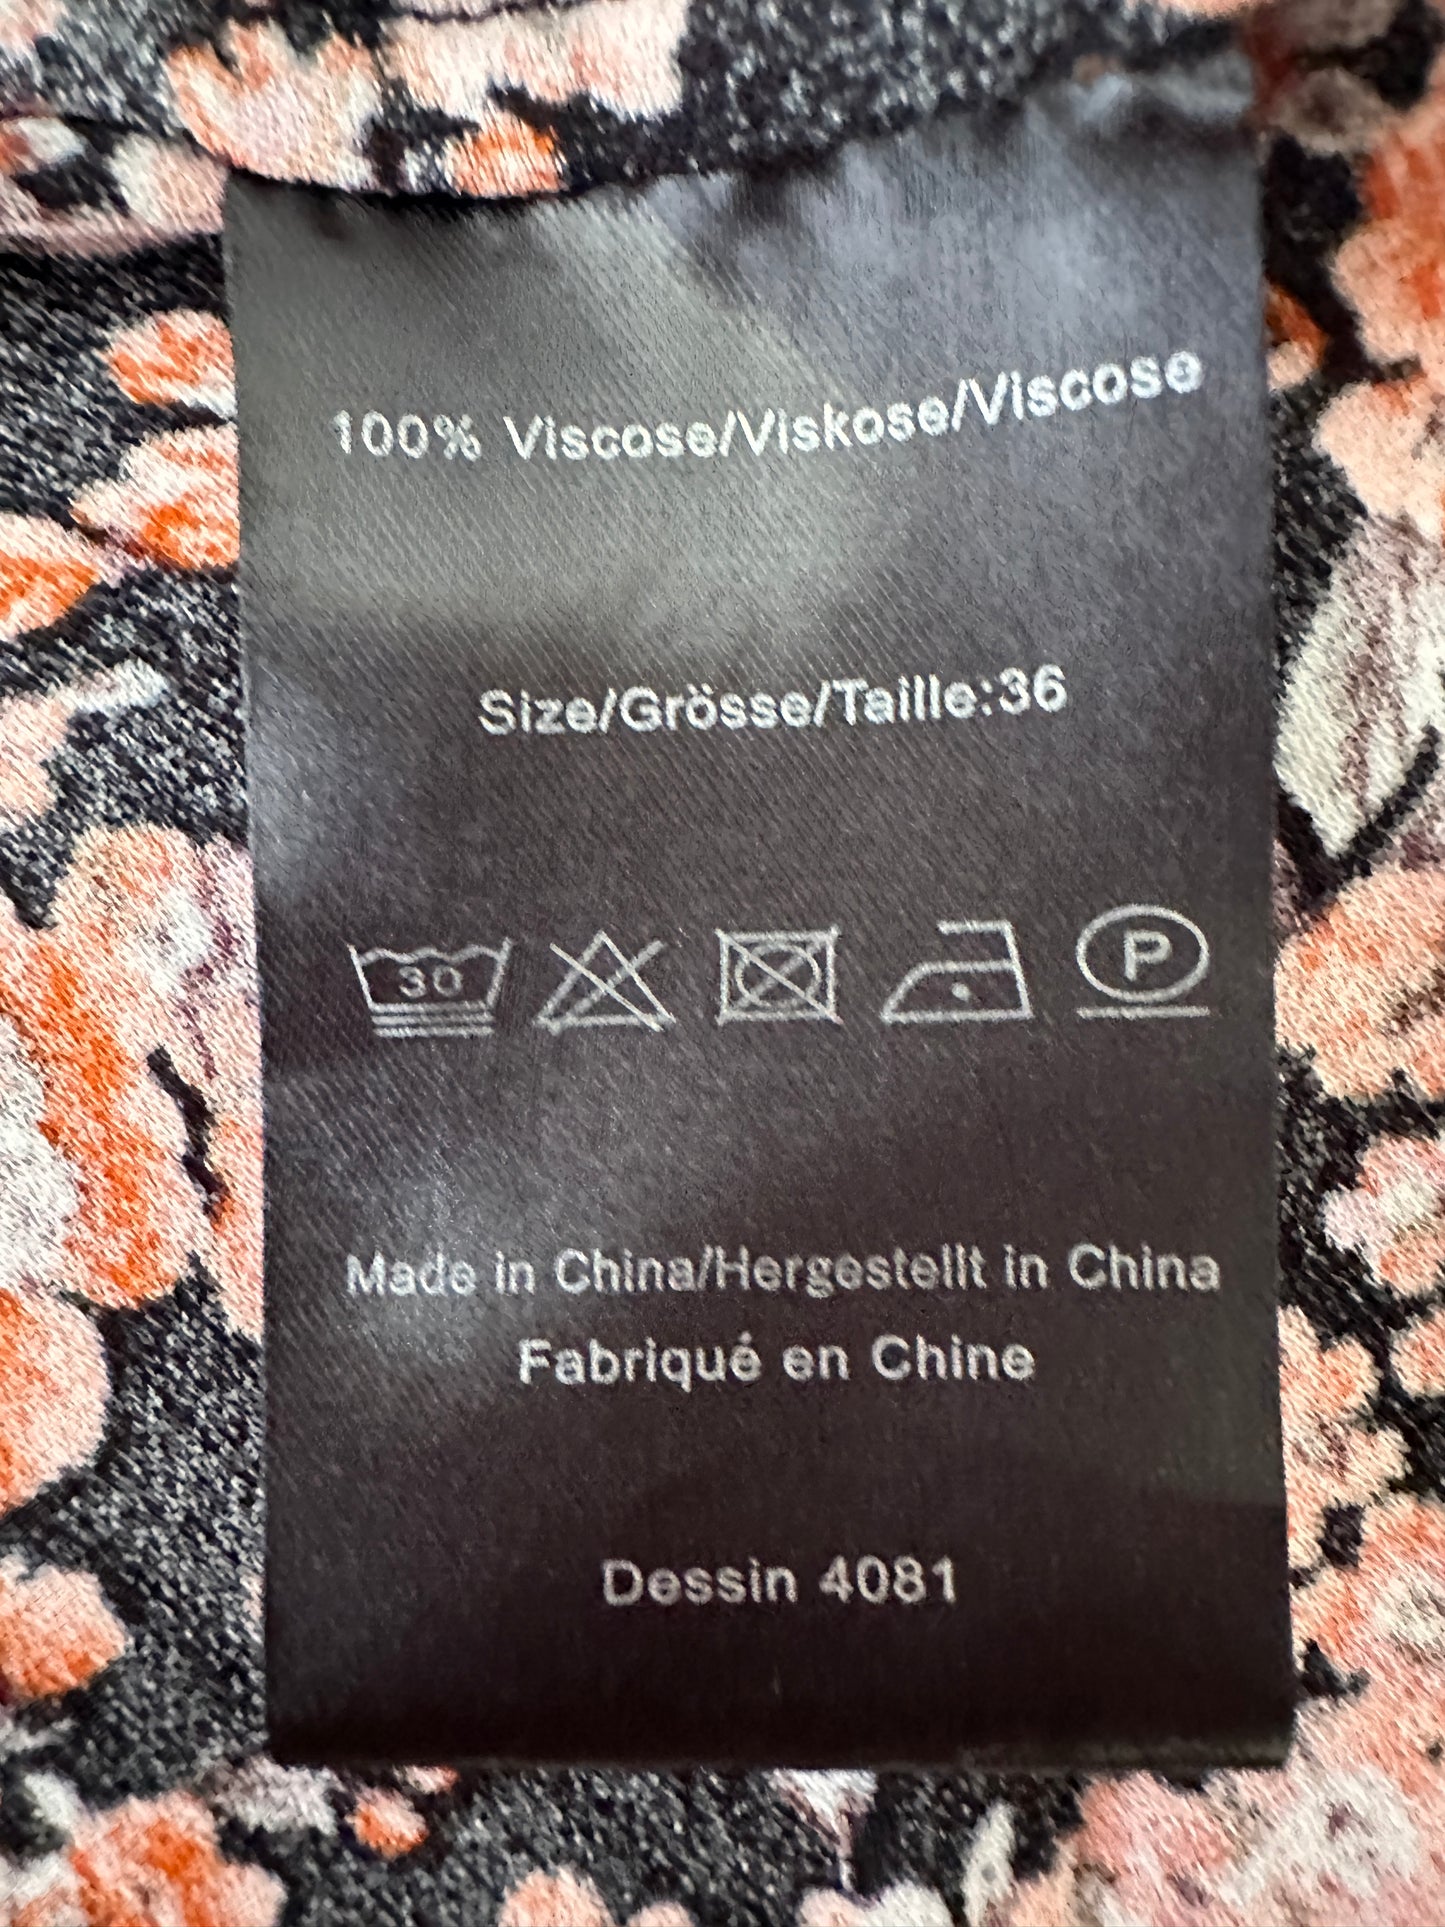 100% Viscose/Viskose/Viscose
Size/Grösse/Taille:36
30 P
Made in China/Hergestellt in China
Fabriqué en Chine
Dessin 4081